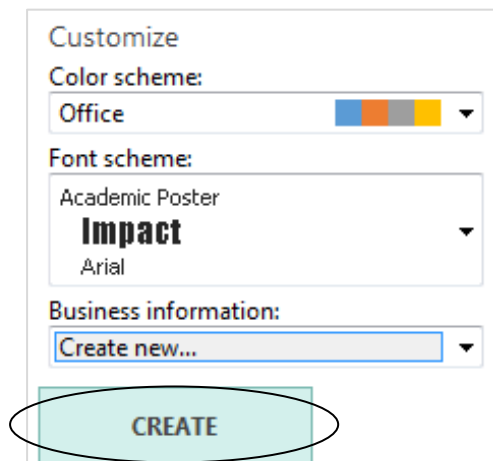 Customize
Color scheme:
Office
Font scheme:
Academic Poster
Impact
Arial
Business information:
Create new...
CREATE